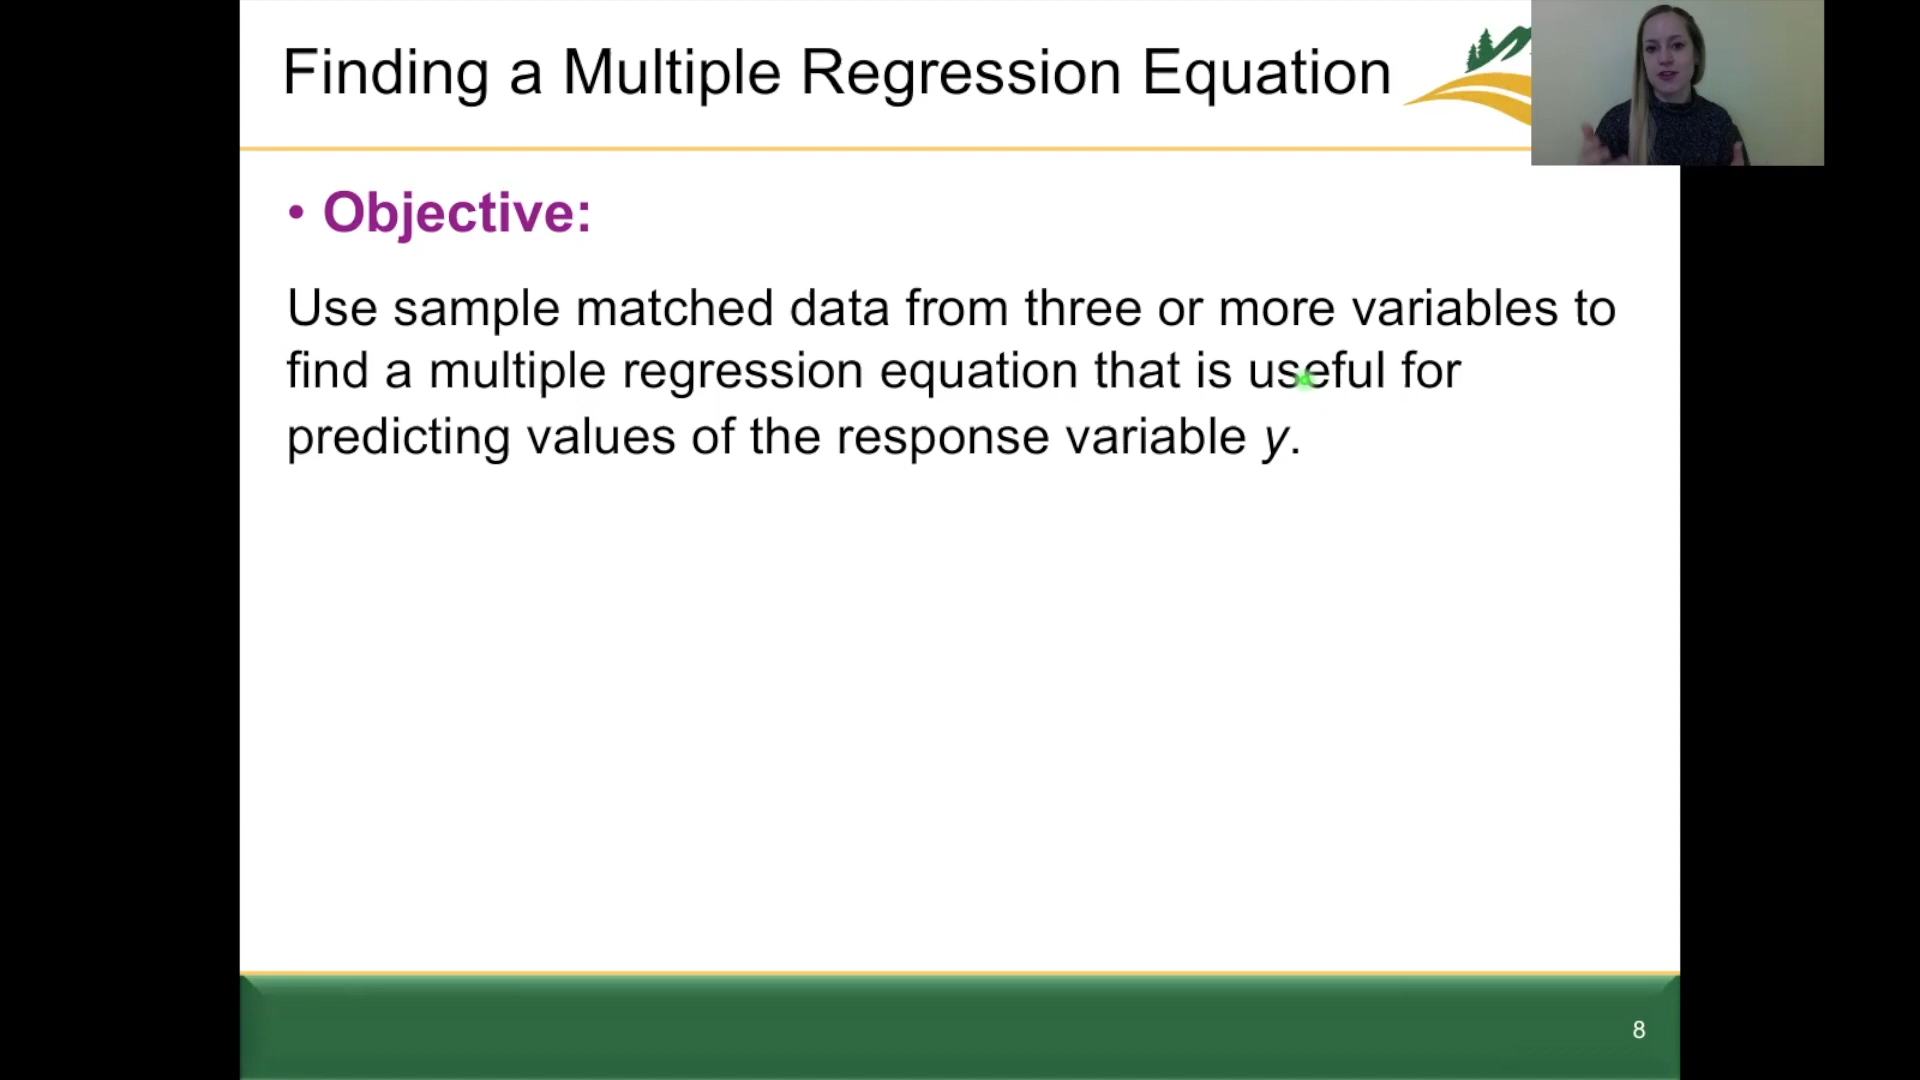 Finding a Multiple Regression Equation
• Objective:
Use sample matched data from three or more variables to
find a multiple regression equation that is useful for
predicting values of the response variable y.
8